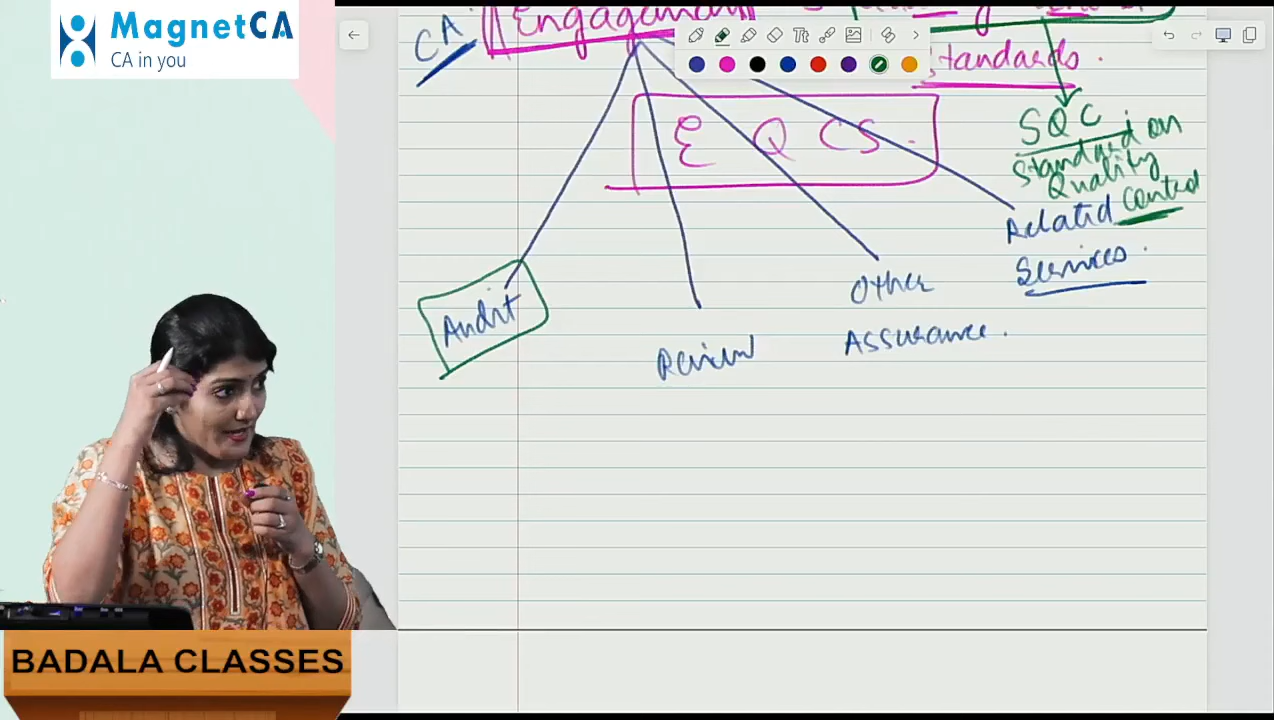 MagnetCA
CA in you
CA
Engagement
Standards.
E Q CS.
SQC
Standard on
Quality
Control
Related
Services.
Other
Assurance.
Audit
Review
BADALA CLASSES